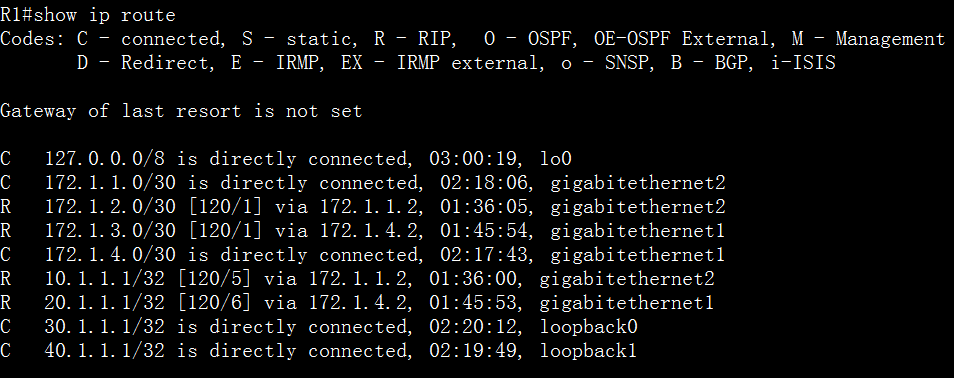 R1#show ip route
Codes: C - connected, S - static, R - RIP,  O - OSPF, OE-OSPF External, M - Management
       D - Redirect, E - IRMP, EX - IRMP external, o - SNSP, B - BGP, i-ISIS
Gateway of last resort is not set
C   127.0.0.0/8 is directly connected, 03:00:19, lo0
C   172.1.1.0/30 is directly connected, 02:18:06, gigabitethernet2
R   172.1.2.0/30 [120/1] via 172.1.1.2, 01:36:05, gigabitethernet2
R   172.1.3.0/30 [120/1] via 172.1.4.2, 01:45:54, gigabitethernet1
C   172.1.4.0/30 is directly connected, 02:17:43, gigabitethernet1
R   10.1.1.1/32 [120/5] via 172.1.1.2, 01:36:00, gigabitethernet2
R   20.1.1.1/32 [120/6] via 172.1.4.2, 01:45:53, gigabitethernet1
C   30.1.1.1/32 is directly connected, 02:20:12, loopback0
C   40.1.1.1/32 is directly connected, 02:19:49, loopback1